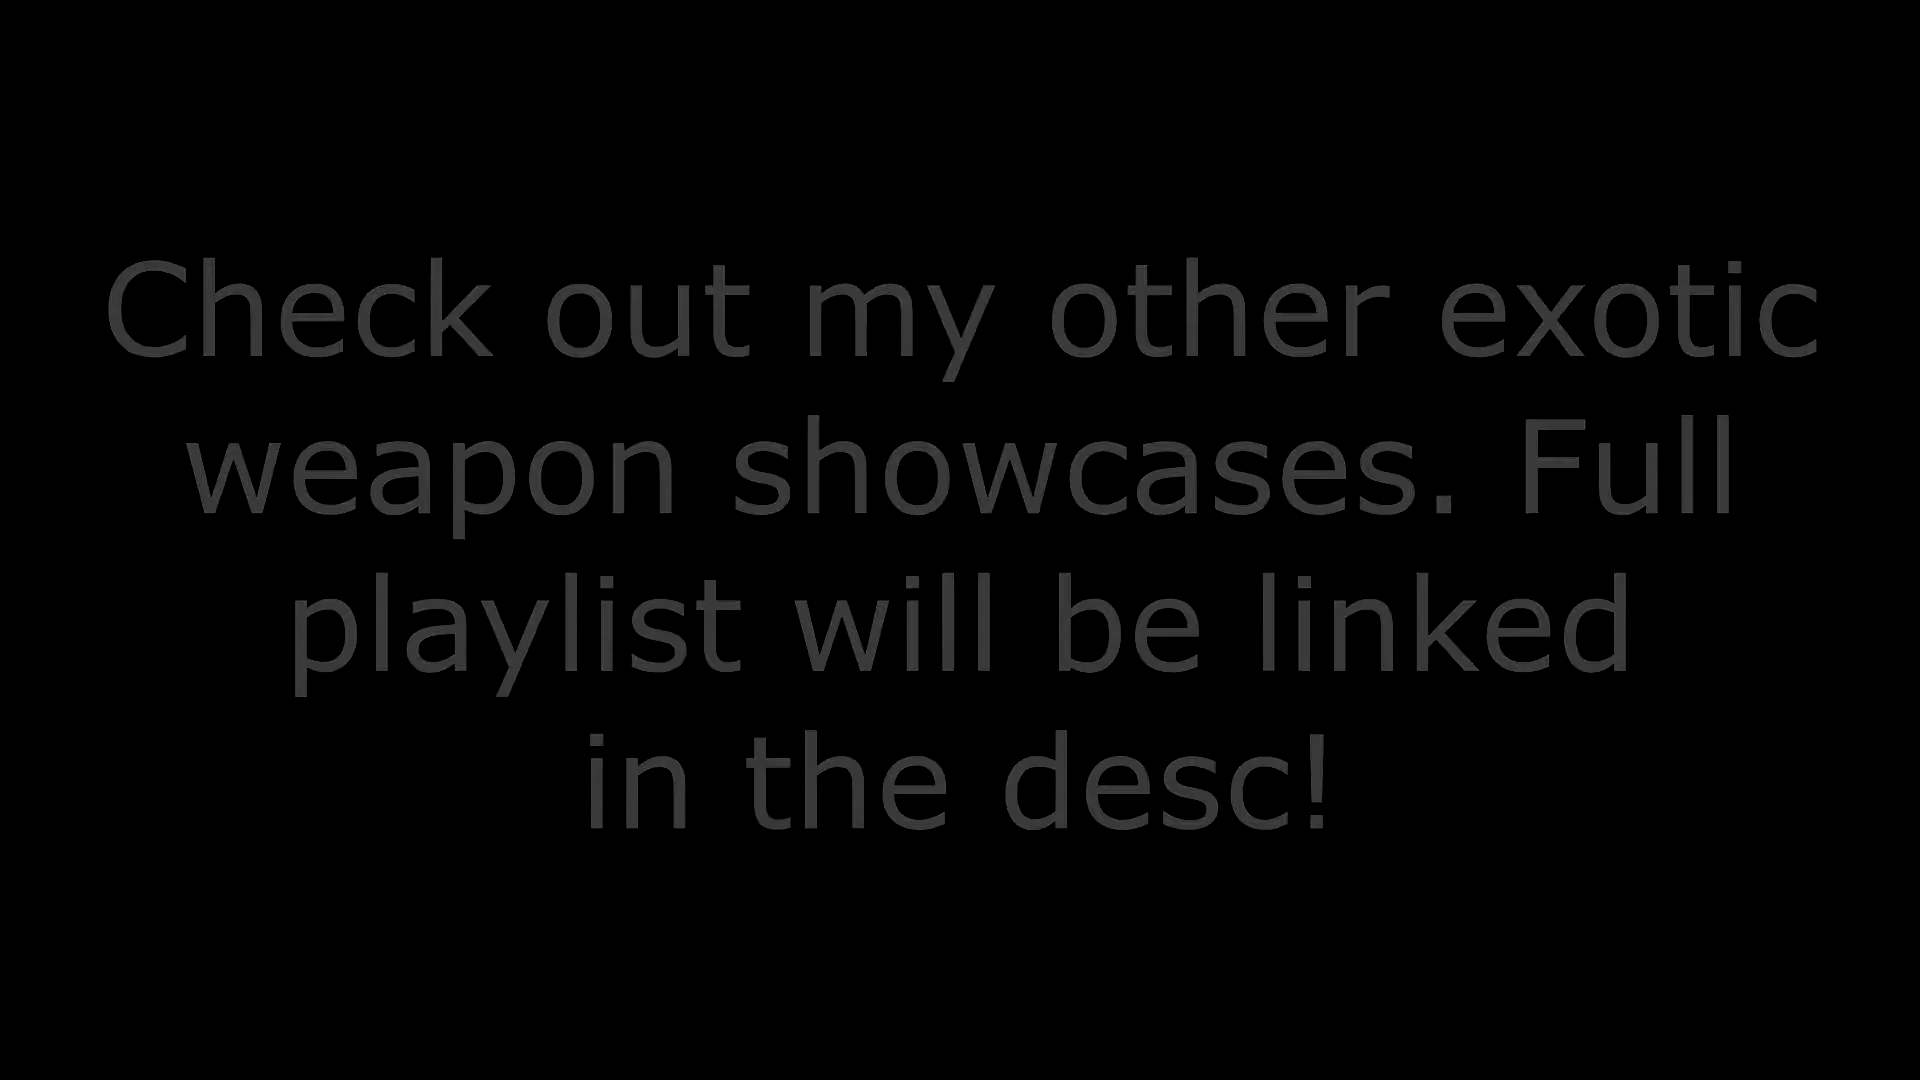 Check out my other exotic
weapon showcases. Full
playlist will be linked
in the desc!